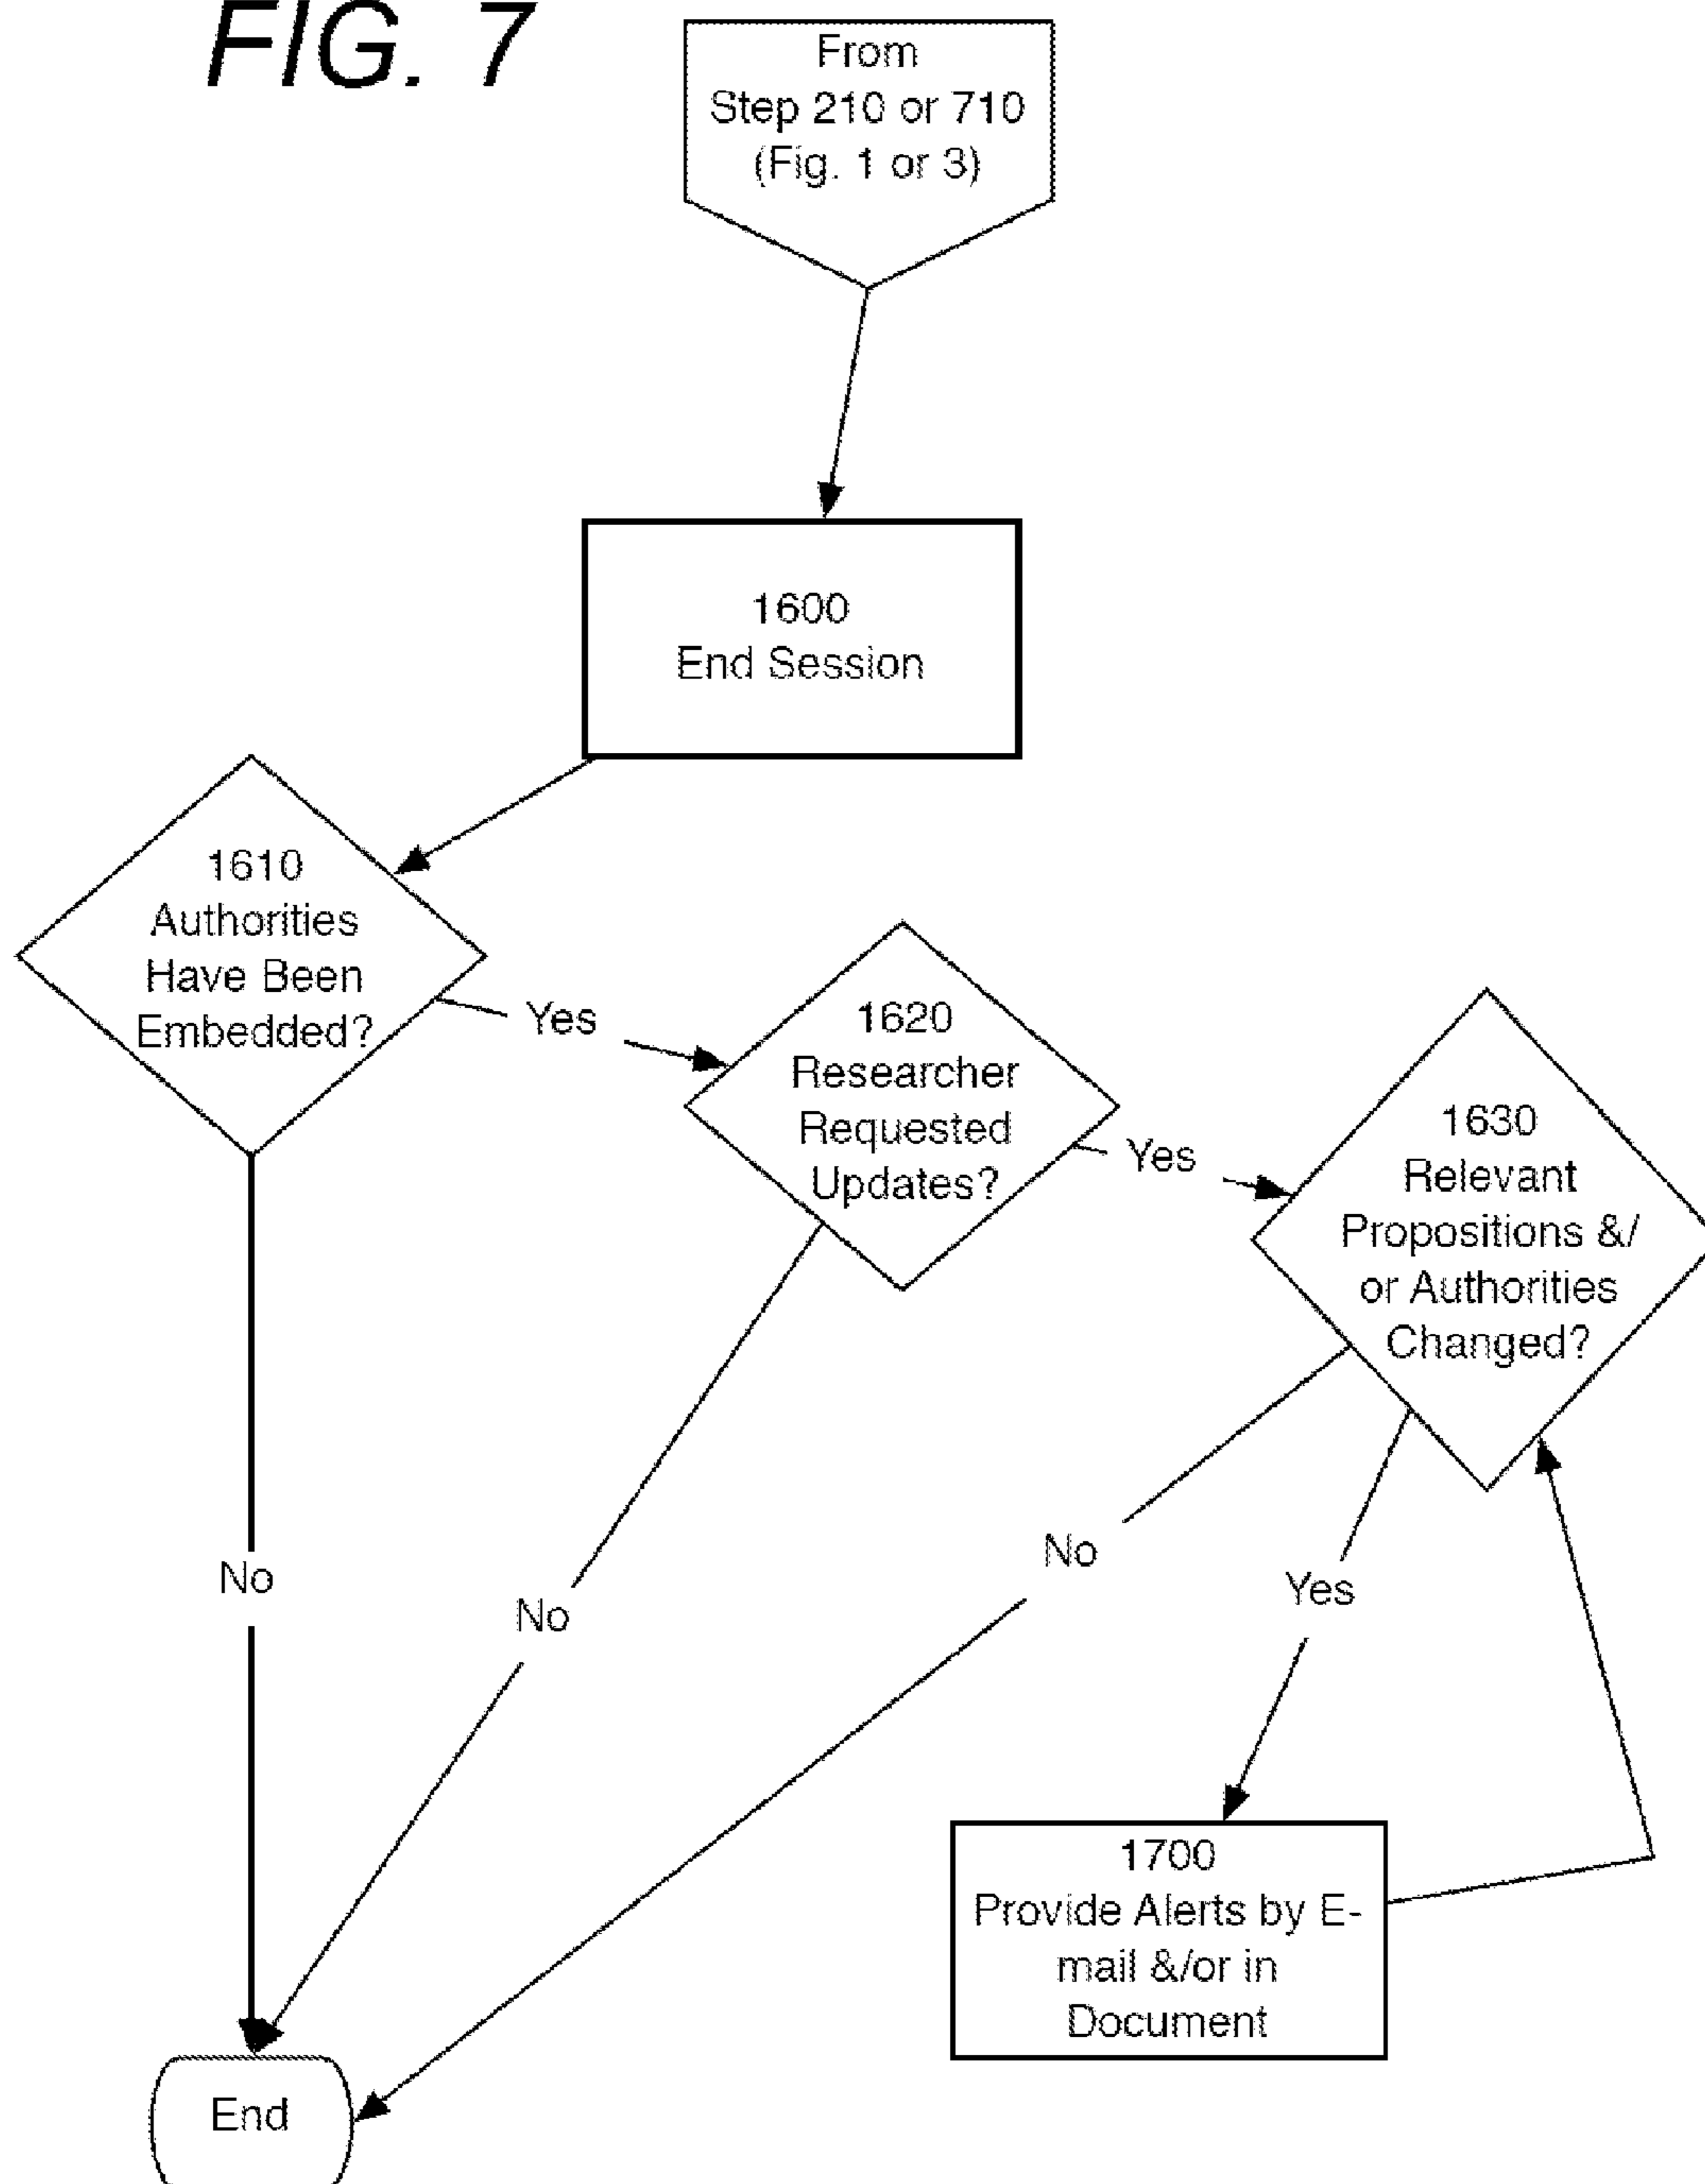 FIG. 7
From
Step 210 or 710
(Fig. 1 or 3)
1600
End Session
1610
Authorities
Have Been
Embedded?
Yes
1620
Researcher
Requested
Updates?
Yes
1630
Relevant
Propositions &/
or Authorities
Changed?
No
No
No
Yes
1700
Provide Alerts by E-
mail &/or in
Document
End